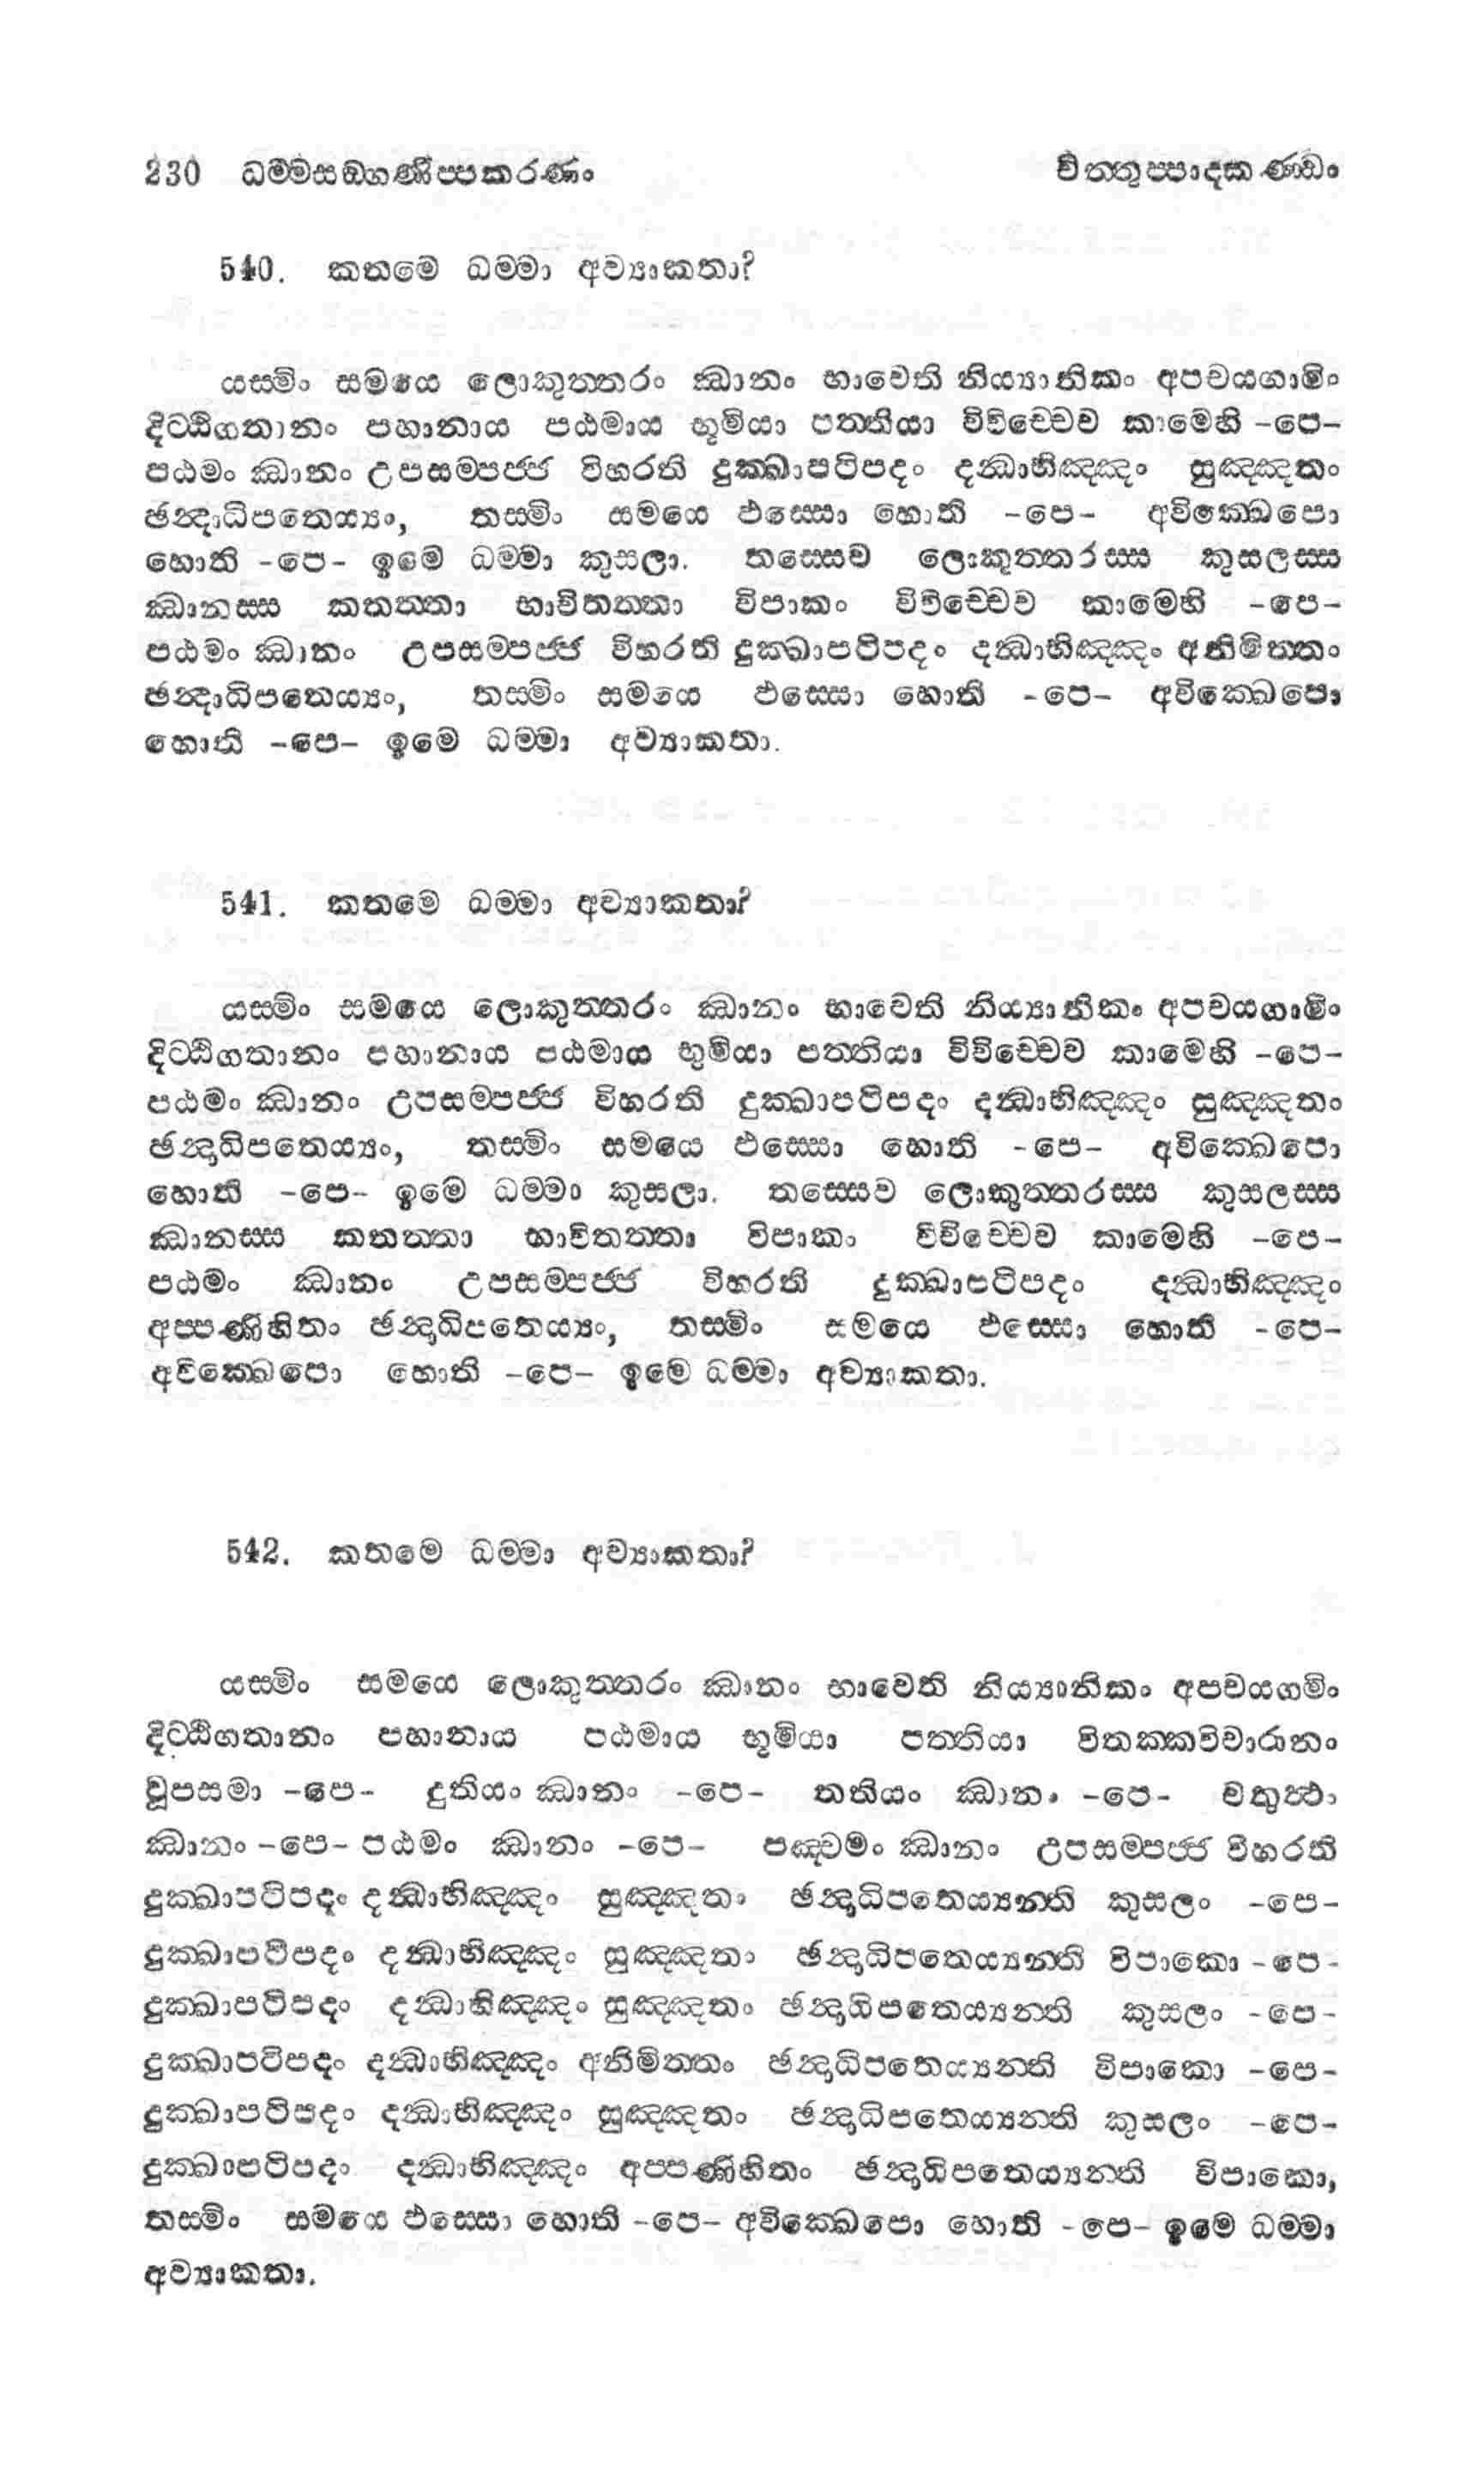 230 ධම්මසඞ්ගණිප්පකරණං චිත්තුප්පාදකණ්ඩං
540. කතමෙ ධම්මා අව්‍යාකතා?
යස්මිං සමයෙ ලොකුත්තරං ඣානං භාවෙති නිය්‍යානිකං අපචයගාමිං
දිට්ඨිගතානං පහානාය පඨමාය භූමියා පත්තියා විවිච්චෙව කාමෙහි -පෙ-
පඨමං ඣානං උපසම්පජ්ජ විහරති දුක්ඛාපටිපදං දන්‍ධාභිඤ්ඤං සුඤ්ඤතං
ඡන්‍දාධිපතෙය්‍යං, තස්මිං සමයෙ ඵස්සො හොති -පෙ- අවික්ඛෙපො
හොති -පෙ- ඉමෙ ධම්මා කුසලා. තස්සෙව ලොකුත්තරස්ස කුසලස්ස
ඣානස්ස කතත්තා භාවිතත්තා විපාකං විවිච්චෙව කාමෙහි -පෙ-
පඨමං ඣානං උපසම්පජ්ජ විහරති දුක්ඛාපටිපදං දන්‍ධාභිඤ්ඤං අනිමිත්තං
ඡන්‍දාධිපතෙය්‍යං, තස්මිං සමයෙ ඵස්සො හොති -පෙ- අවික්ඛෙපො
හොති -පෙ- ඉමෙ ධම්මා අව්‍යාකතා.
541. කතමෙ ධම්මා අව්‍යාකතා?
යස්මිං සමයෙ ලොකුත්තරං ඣානං භාවෙති නිය්‍යානිකං අපචයගාමිං
දිට්ඨිගතානං පහානාය පඨමාය භුමියා පත්තියා විවිච්චෙව කාමෙහි -පෙ-
පඨමං ඣානං උපසම්පජ්ජ විහරති දුක්ඛාපටිපදං දන්‍ධාභිඤ්ඤං සුඤ්ඤතං
ඡන්‍දාධිපතෙය්‍යං, තස්මිං සමයෙ ඵස්සො හොති -පෙ- අවික්ඛෙපො
හොති -පෙ- ඉමෙ ධම්මා කුසලා. තස්සෙව ලොකුත්තරස්ස කුසලස්ස
ඣානස්ස කතත්තා භාවිතත්තා විපාකං විවිච්චෙව කාමෙහි -පෙ-
පඨමං ඣානං උපසම්පජ්ජ විහරති දුක්ඛාපටිපදං දන්‍ධාභිඤ්ඤං
අප්පණිහිතං ඡන්‍දාධිපතෙය්‍යං, තස්මිං සමයෙ ඵස්සො හොති -පෙ-
අවික්ඛෙපො හොති -පෙ- ඉමෙ ධම්මා අව්‍යාකතා.
542. කතමෙ ධම්මා අව්‍යාකතා?
යස්මිං සමයෙ ලොකුත්තරං ඣානං භාවෙති නිය්‍යානිකං අපචයගමිං
දිට්ඨිගතානං පහානාය පඨමාය භූමියා පත්තියා විතක්කවිචාරානං
වූපසමා -පෙ- දුතියං ඣානං -පෙ- තතියං ඣානං -පෙ- චතුත්‍ථං
ඣානං -පෙ- පඨමං ඣානං -පෙ- පඤ්චමං ඣානං උපසම්පජ්ජ විහරති
දුක්ඛාපටිපදං දන්‍ධාභිඤ්ඤං සුඤ්ඤතං ඡන්‍දාධිපතෙය්‍යන්ති කුසලං -පෙ-
දුක්ඛාපටිපදං දන්‍ධාභිඤ්ඤං සුඤ්ඤතං ඡන්‍දාධිපතෙය්‍යන්ති විපාකො -පෙ-
දුක්ඛාපටිපදං දන්‍ධාභිඤ්ඤං සුඤ්ඤතං ඡන්‍දාධිපතෙය්‍යන්ති කුසලං -පෙ-
දුක්ඛාපටිපදං දන්‍ධාභිඤ්ඤං අනිමිත්තං ඡන්‍දාධිපතෙය්‍යන්ති විපාකො -පෙ-
දුක්ඛාපටිපදං දන්‍ධාභිඤ්ඤං සුඤ්ඤතං ඡන්‍දාධිපතෙය්‍යන්ති කුසලං -පෙ-
දුක්ඛාපටිපදං දන්‍ධාභිඤ්ඤං අප්පණිහිතං ඡන්‍දාධිපතෙය්‍යන්ති විපාකො,
තස්මිං සමයෙ ඵස්සො හොති -පෙ- අවික්ඛෙපො හොති -පෙ- ඉමෙ ධම්මා
අව්‍යාකතා.